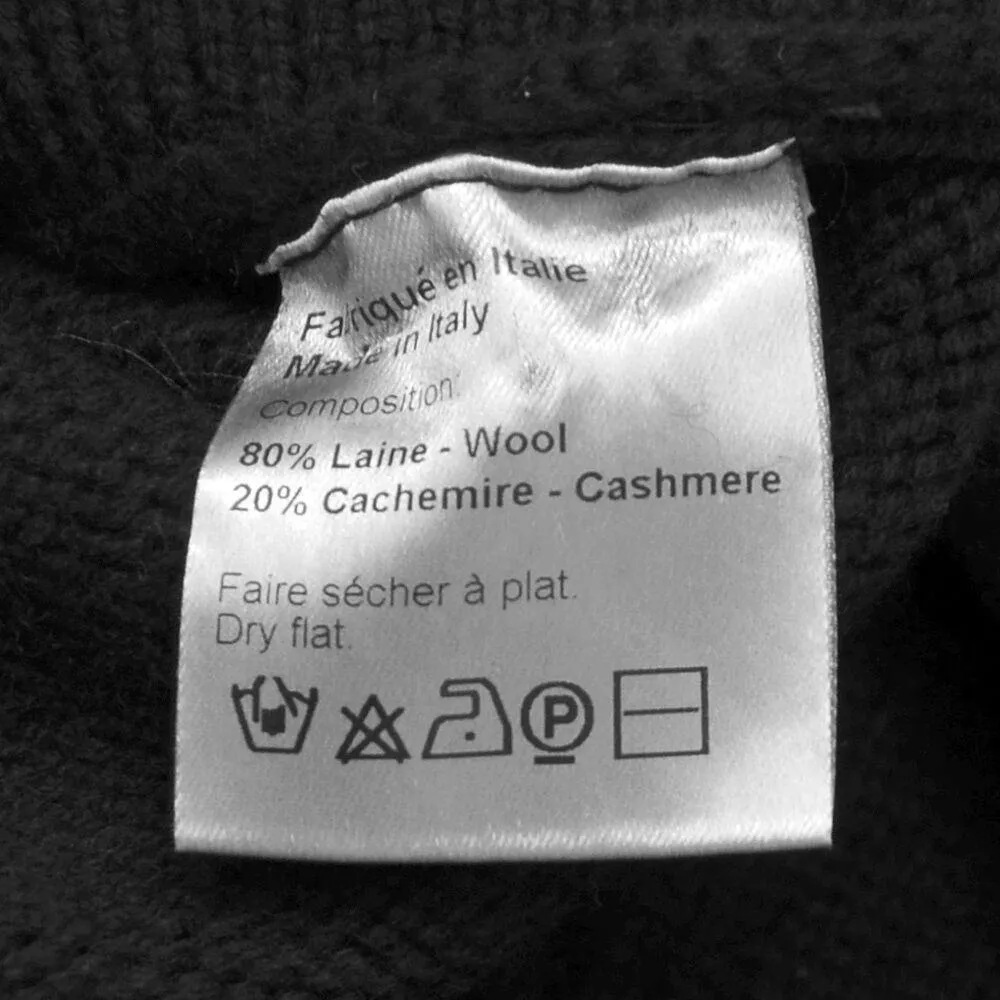 Fabriqué en Italie
Made in Italy
Composition:
80% Laine - Wool
20% Cachemire - Cashmere
Faire sécher à plat.
Dry flat.
P